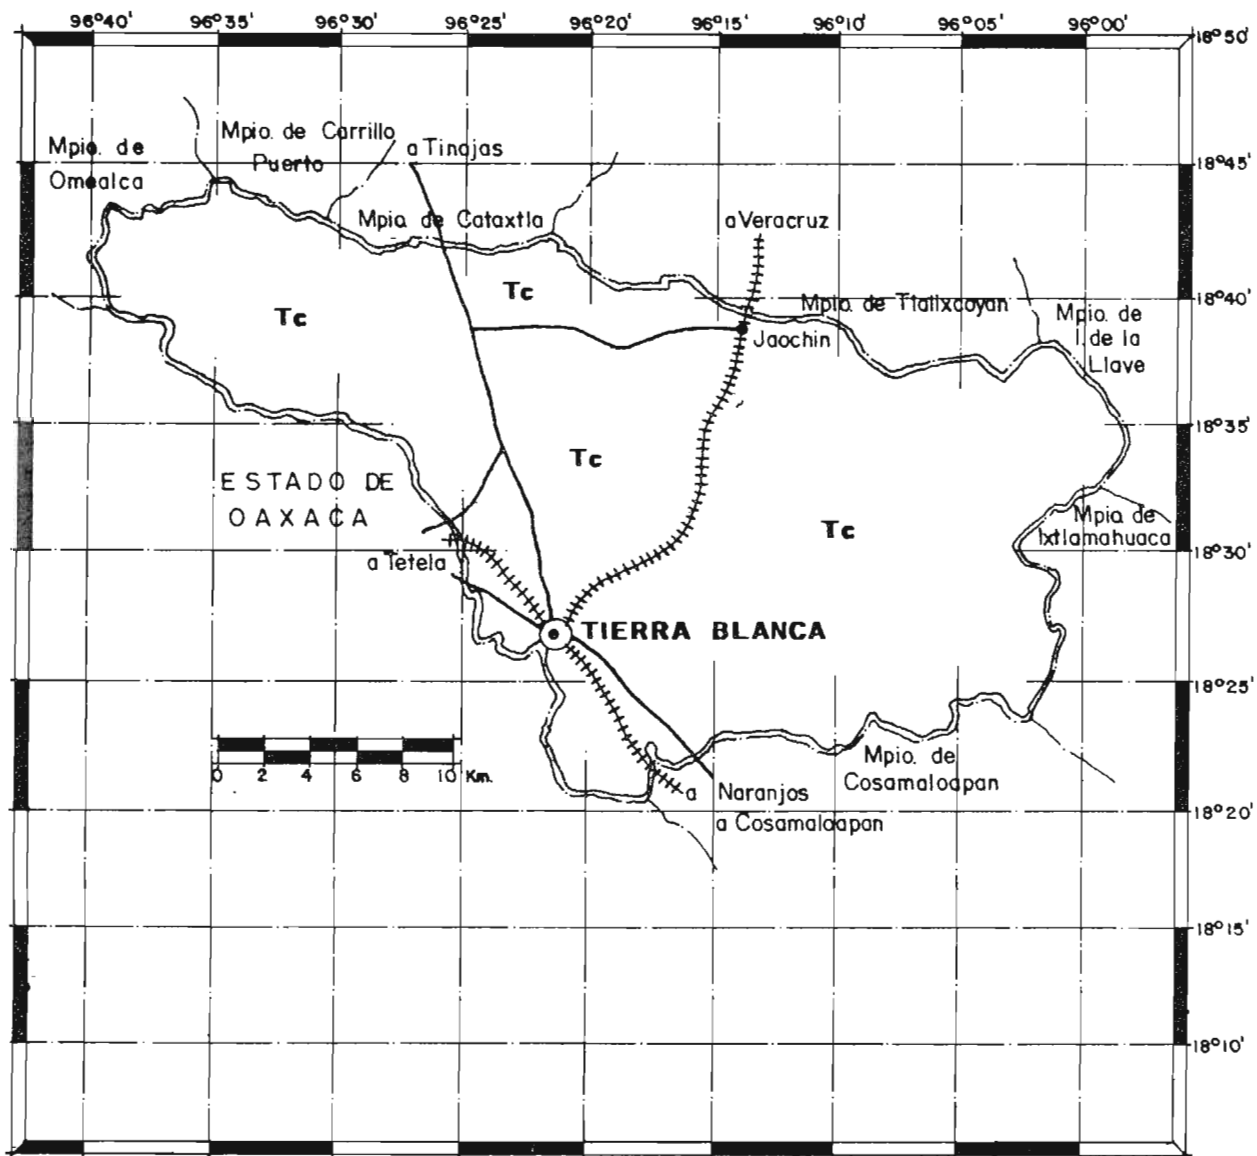 96°40' 96°35' 96°30' 96°25' 96°20' 96°15' 96°10' 96°05' 96°00'
18°50'
Mpio. de
Omealca
Mpio. de Carrillo
Puerto
a Tinajas
18°45'
Mpio. de Cataxtla
a Veracruz
Tc
Tc
Mpio. de Tlalixcoyan
18°40'
Jaochin
Mpio. de
I. de la
Llave
18°35'
Tc
ESTADO DE
OAXACA
Tc
Mpio. de
Ixtlamahuaca
18°30'
a Tetela
TIERRA BLANCA
18°25'
0 2 4 6 8 10 Km.
Mpio. de
Cosamaloapan
a Naranjos
a Cosamaloapan
18°20'
18°15'
18°10'